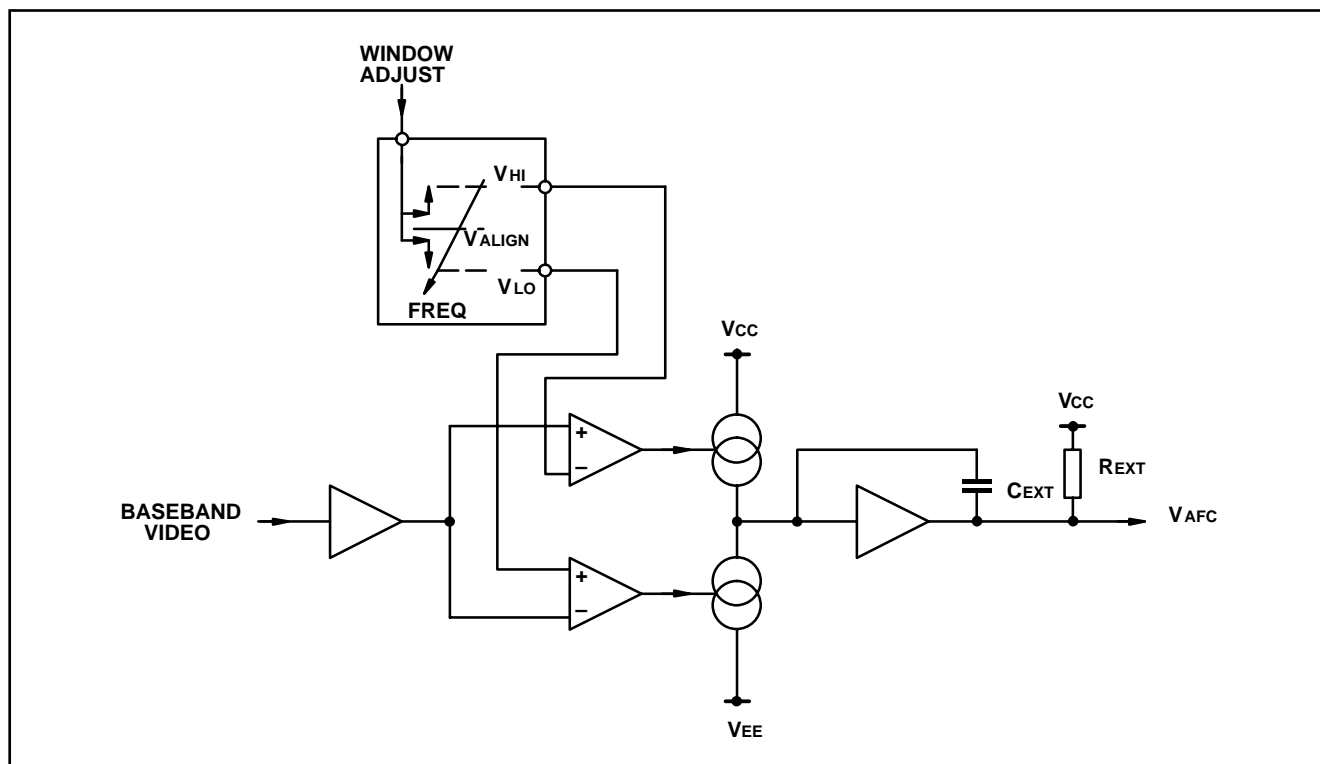 WINDOW
ADJUST
VHI
VALIGN
VLO
FREQ
VCC
VCC
+
−
REXT
CEXT
BASEBAND
VIDEO
VAFC
+
−
VEE